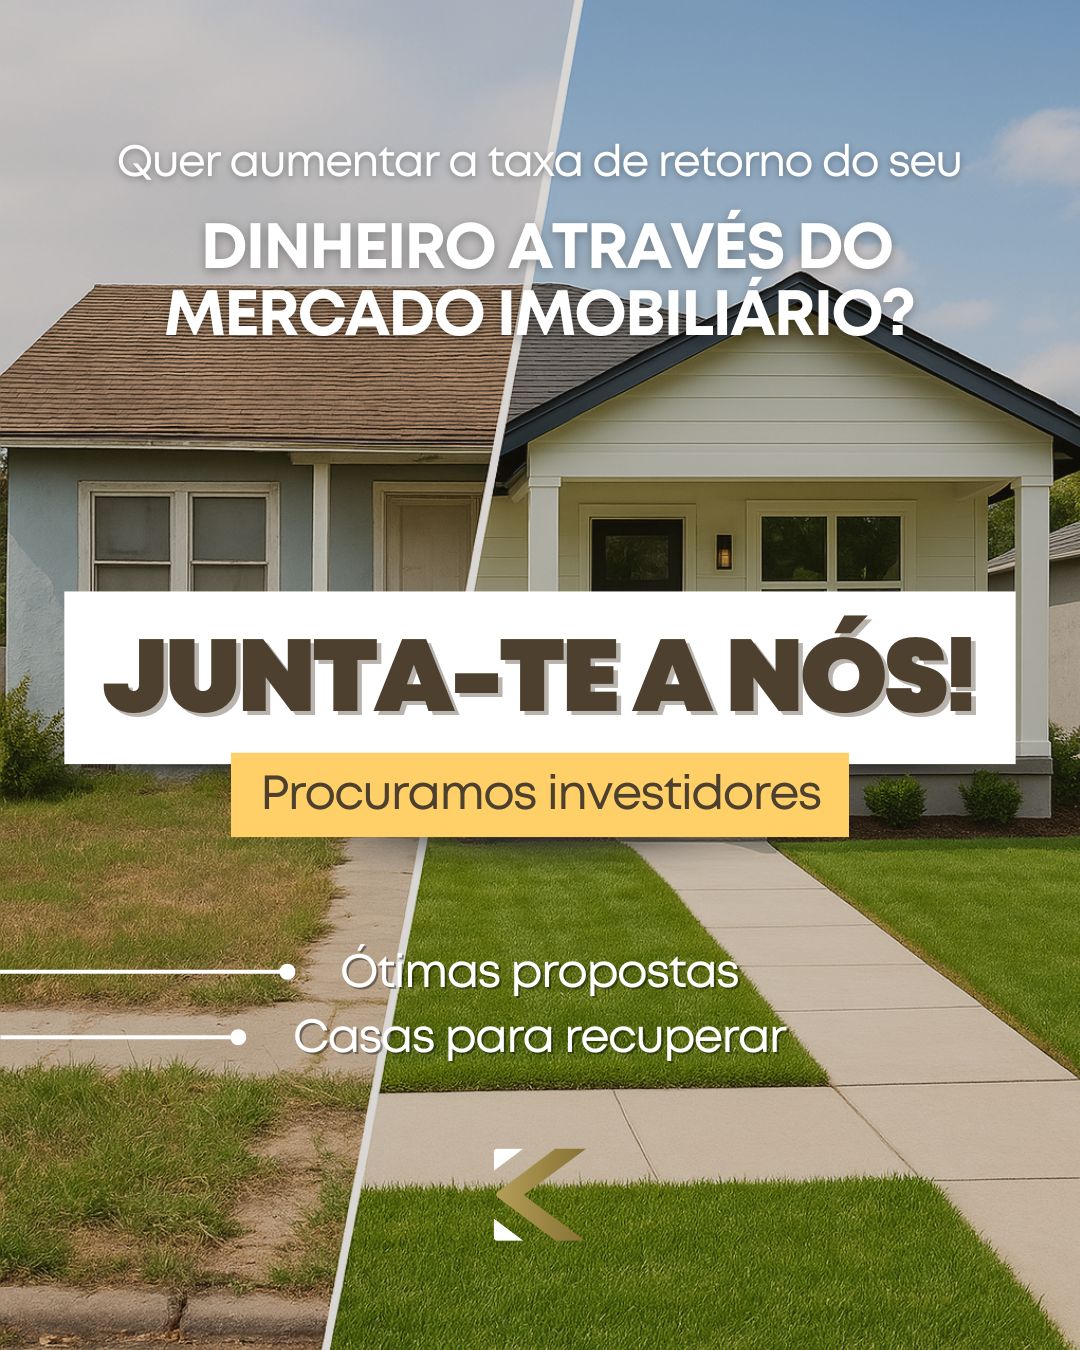 Quer aumentar a taxa de retorno do seu
DINHEIRO ATRAVÉS DO
MERCADO IMOBILIÁRIO?
JUNTA-TE A NÓS!
Procuramos investidores
Ótimas propostas
Casas para recuperar